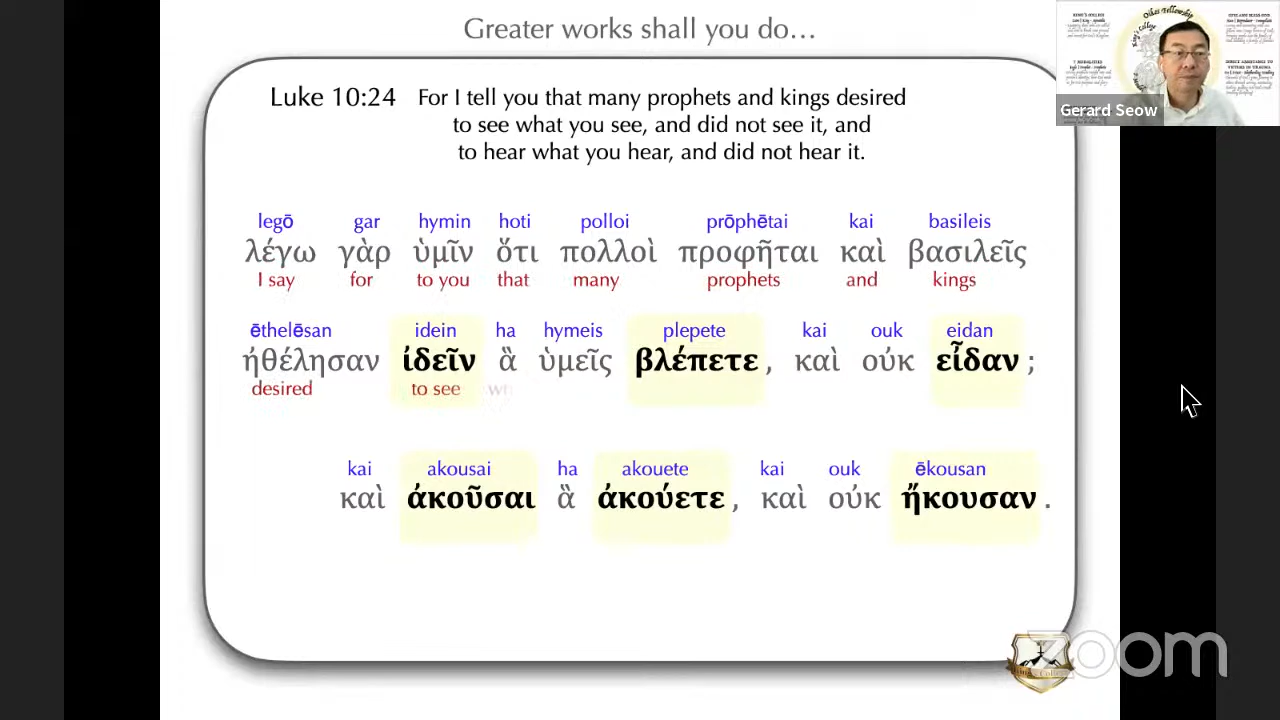 Greater works shall you do...
Luke 10:24 For I tell you that many prophets and kings desired
to see what you see, and did not see it, and
to hear what you hear, and did not hear it.
legō gar hymin hoti polloi prōphētai kai basileis
λέγω γὰρ ὑμῖν ὅτι πολλοὶ προφῆται καὶ βασιλεῖς
I say for to you that many prophets and kings
ēthelēsan idein ha hymeis plepete kai ouk eidan
ἠθέλησαν ἰδεῖν ἃ ὑμεῖς βλέπετε, καὶ οὐκ εἶδαν;
desired to see
kai akousai ha akouete kai ouk ēkousan
καὶ ἀκοῦσαι ἃ ἀκούετε, καὶ οὐκ ἤκουσαν.
Gerard Seow
Oikos Fellowship
zoom